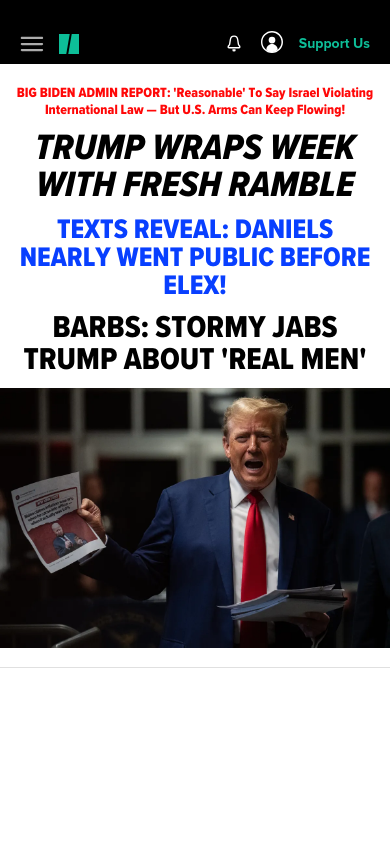 Support Us
BIG BIDEN ADMIN REPORT: 'Reasonable' To Say Israel Violating
International Law — But U.S. Arms Can Keep Flowing!
TRUMP WRAPS WEEK
WITH FRESH RAMBLE
TEXTS REVEAL: DANIELS
NEARLY WENT PUBLIC BEFORE
ELEX!
BARBS: STORMY JABS
TRUMP ABOUT 'REAL MEN'